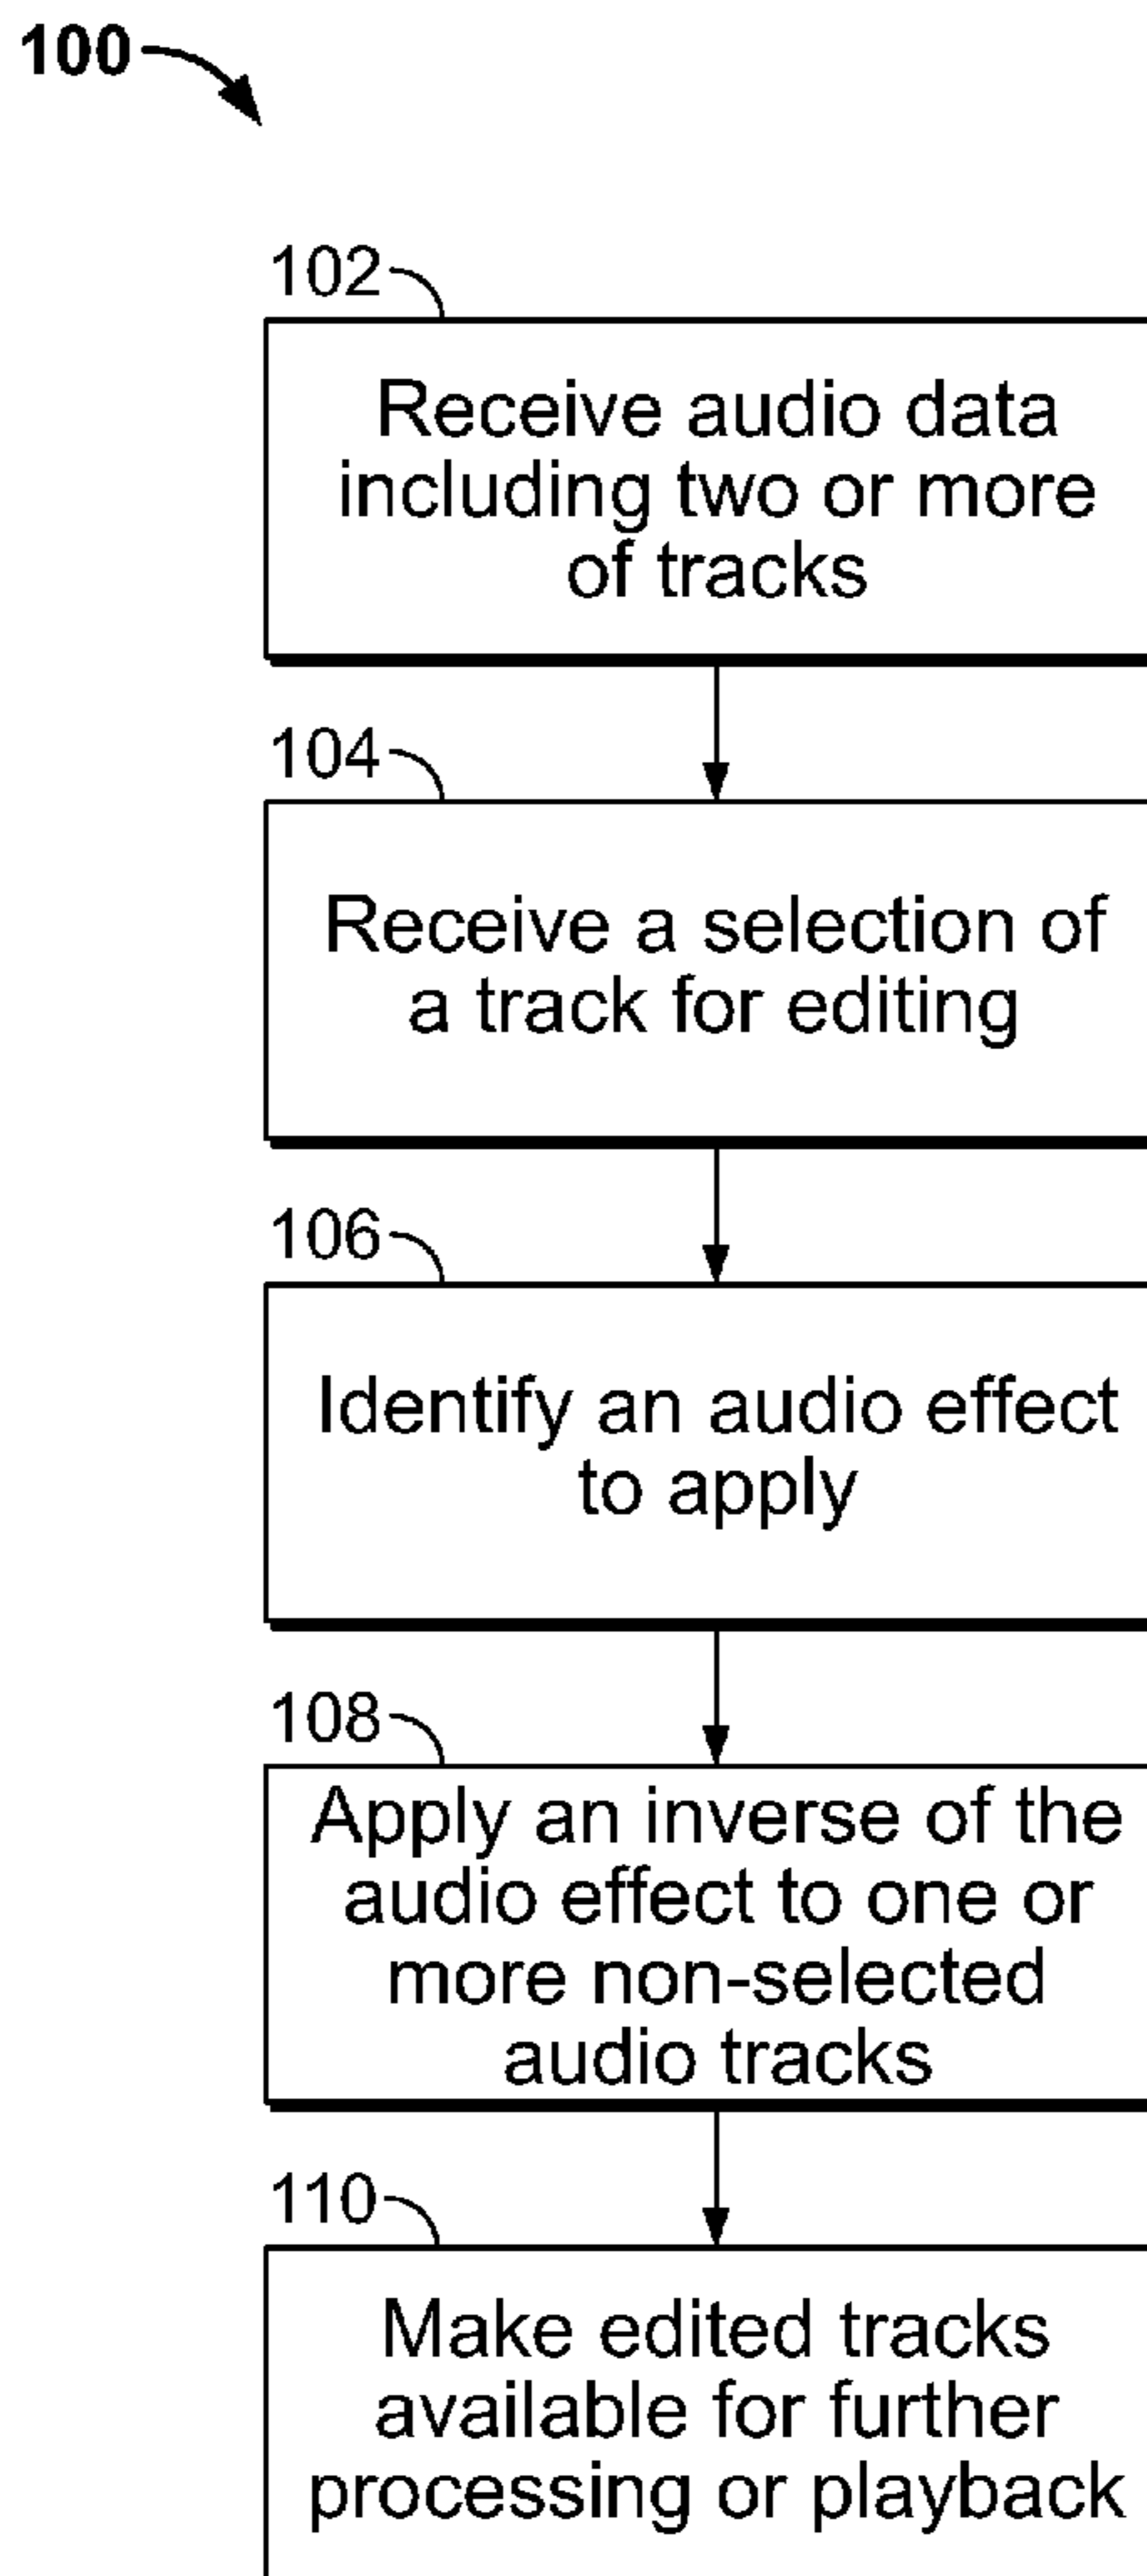 100
102
Receive audio data
including two or more
of tracks
104
Receive a selection of
a track for editing
106
Identify an audio effect
to apply
108
Apply an inverse of the
audio effect to one or
more non-selected
audio tracks
110
Make edited tracks
available for further
processing or playback